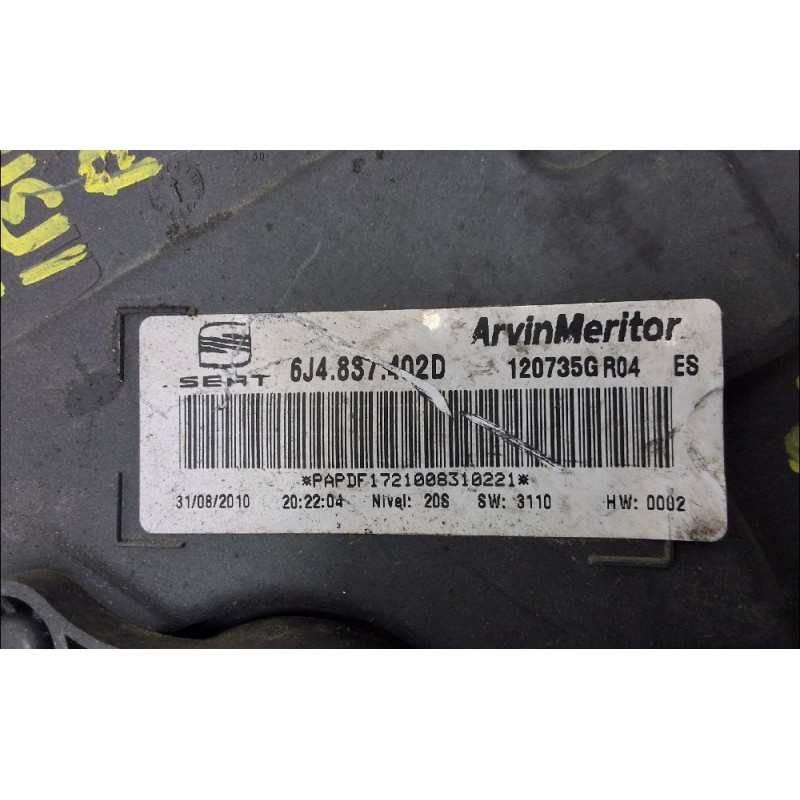 ArvinMeritor
SEAT 6J4.837.402D 120735G R04 ES
*PAPDF1721008310221*
31/08/2010 20:22:04 Nivel: 20S SW: 3110 HW: 0002